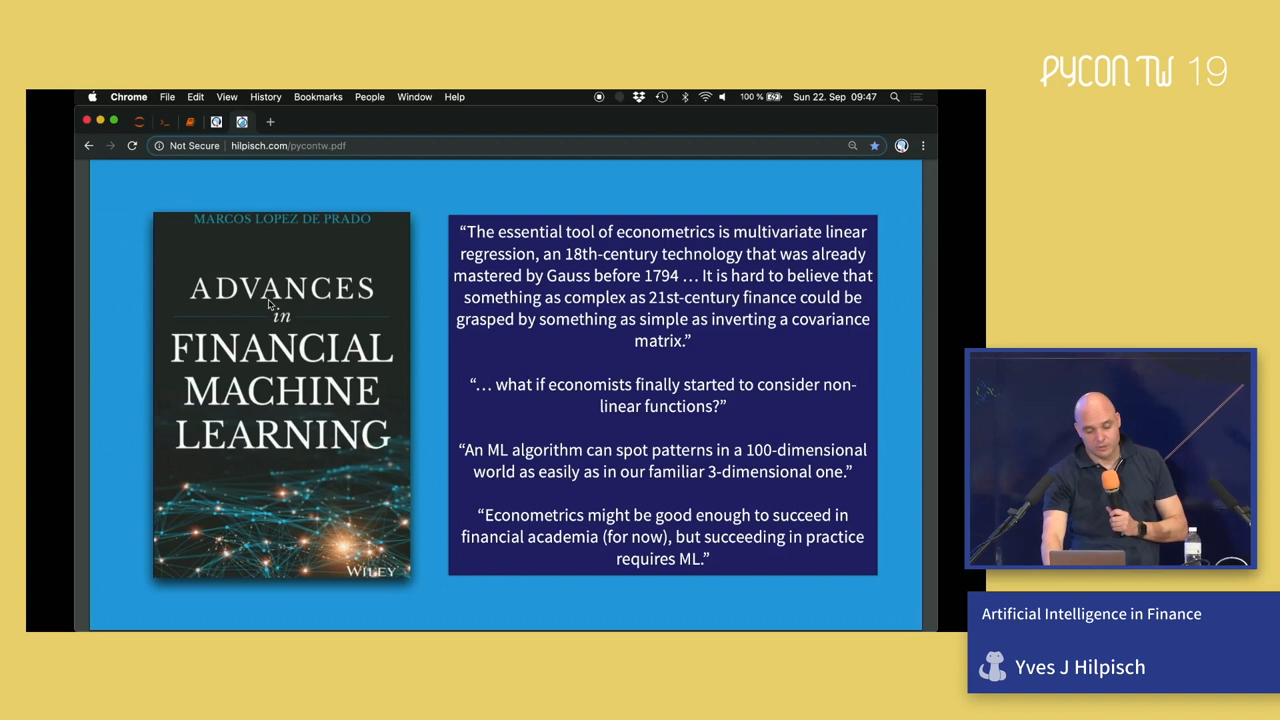 PYCON TW 19
Chrome File Edit View History Bookmarks People Window Help 100 % Sun 22. Sep 09:47
Not Secure hilpisch.com/pycontw.pdf
MARCOS LOPEZ DE PRADO
ADVANCES
in
FINANCIAL
MACHINE
LEARNING
WILEY
“The essential tool of econometrics is multivariate linear
regression, an 18th-century technology that was already
mastered by Gauss before 1794 … It is hard to believe that
something as complex as 21st-century finance could be
grasped by something as simple as inverting a covariance
matrix.”
“… what if economists finally started to consider non-
linear functions?”
“An ML algorithm can spot patterns in a 100-dimensional
world as easily as in our familiar 3-dimensional one.”
“Econometrics might be good enough to succeed in
financial academia (for now), but succeeding in practice
requires ML.”
Artificial Intelligence in Finance
Yves J Hilpisch